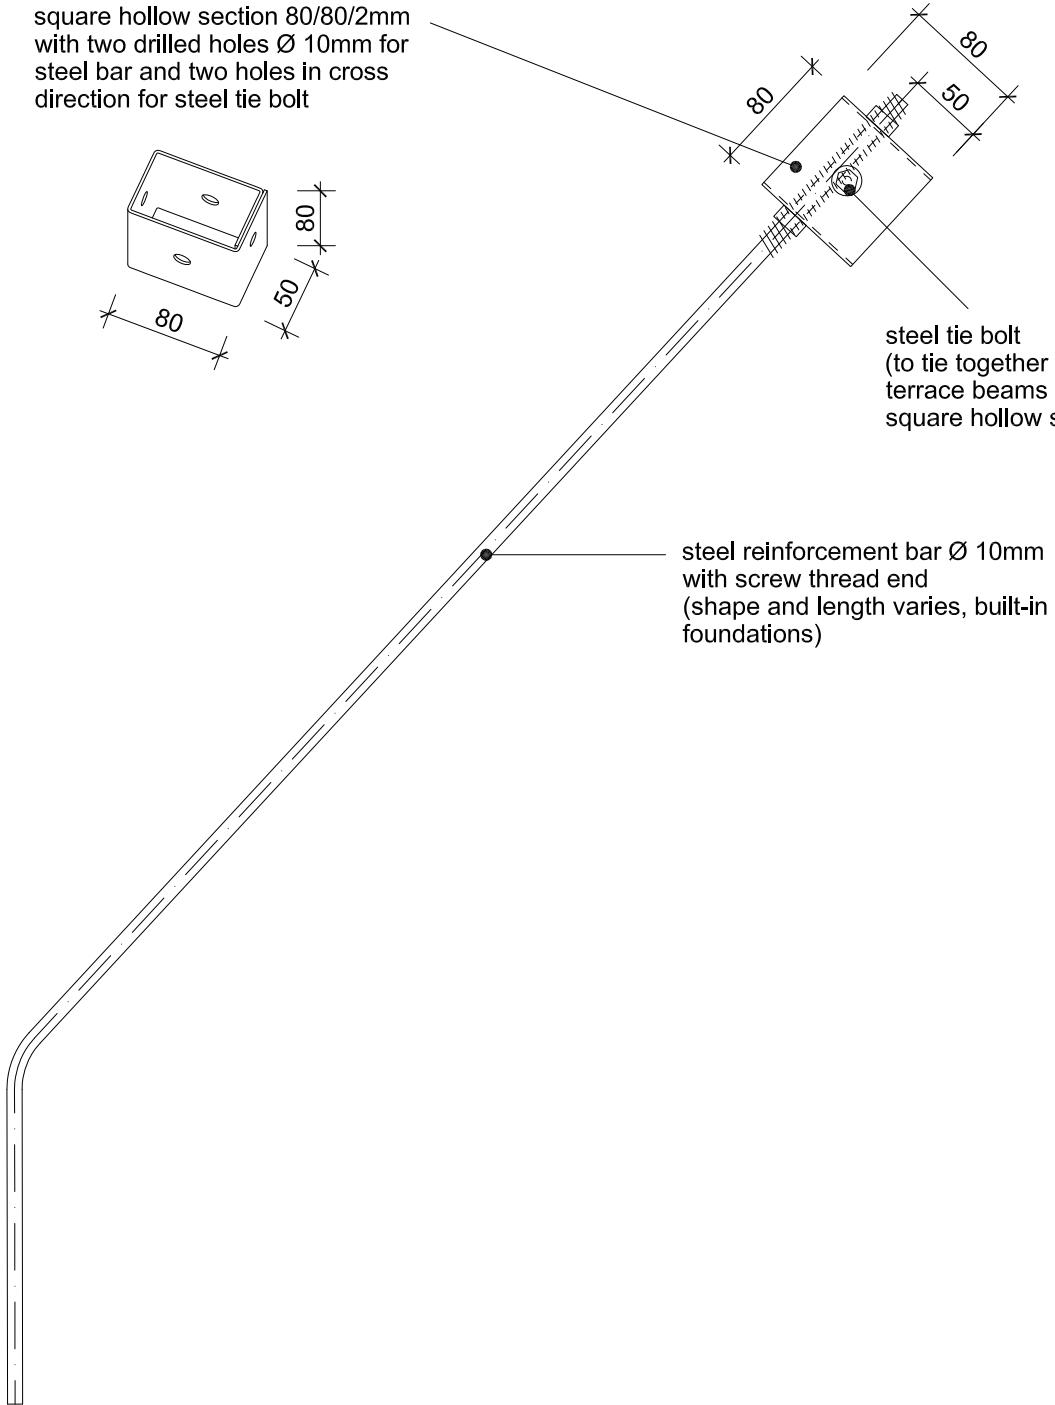 square hollow section 80/80/2mm
with two drilled holes Ø 10mm for
steel bar and two holes in cross
direction for steel tie bolt
80
50
80
80
80
50
steel tie bolt
(to tie together
terrace beams
square hollow s
steel reinforcement bar Ø 10mm
with screw thread end
(shape and length varies, built-in
foundations)